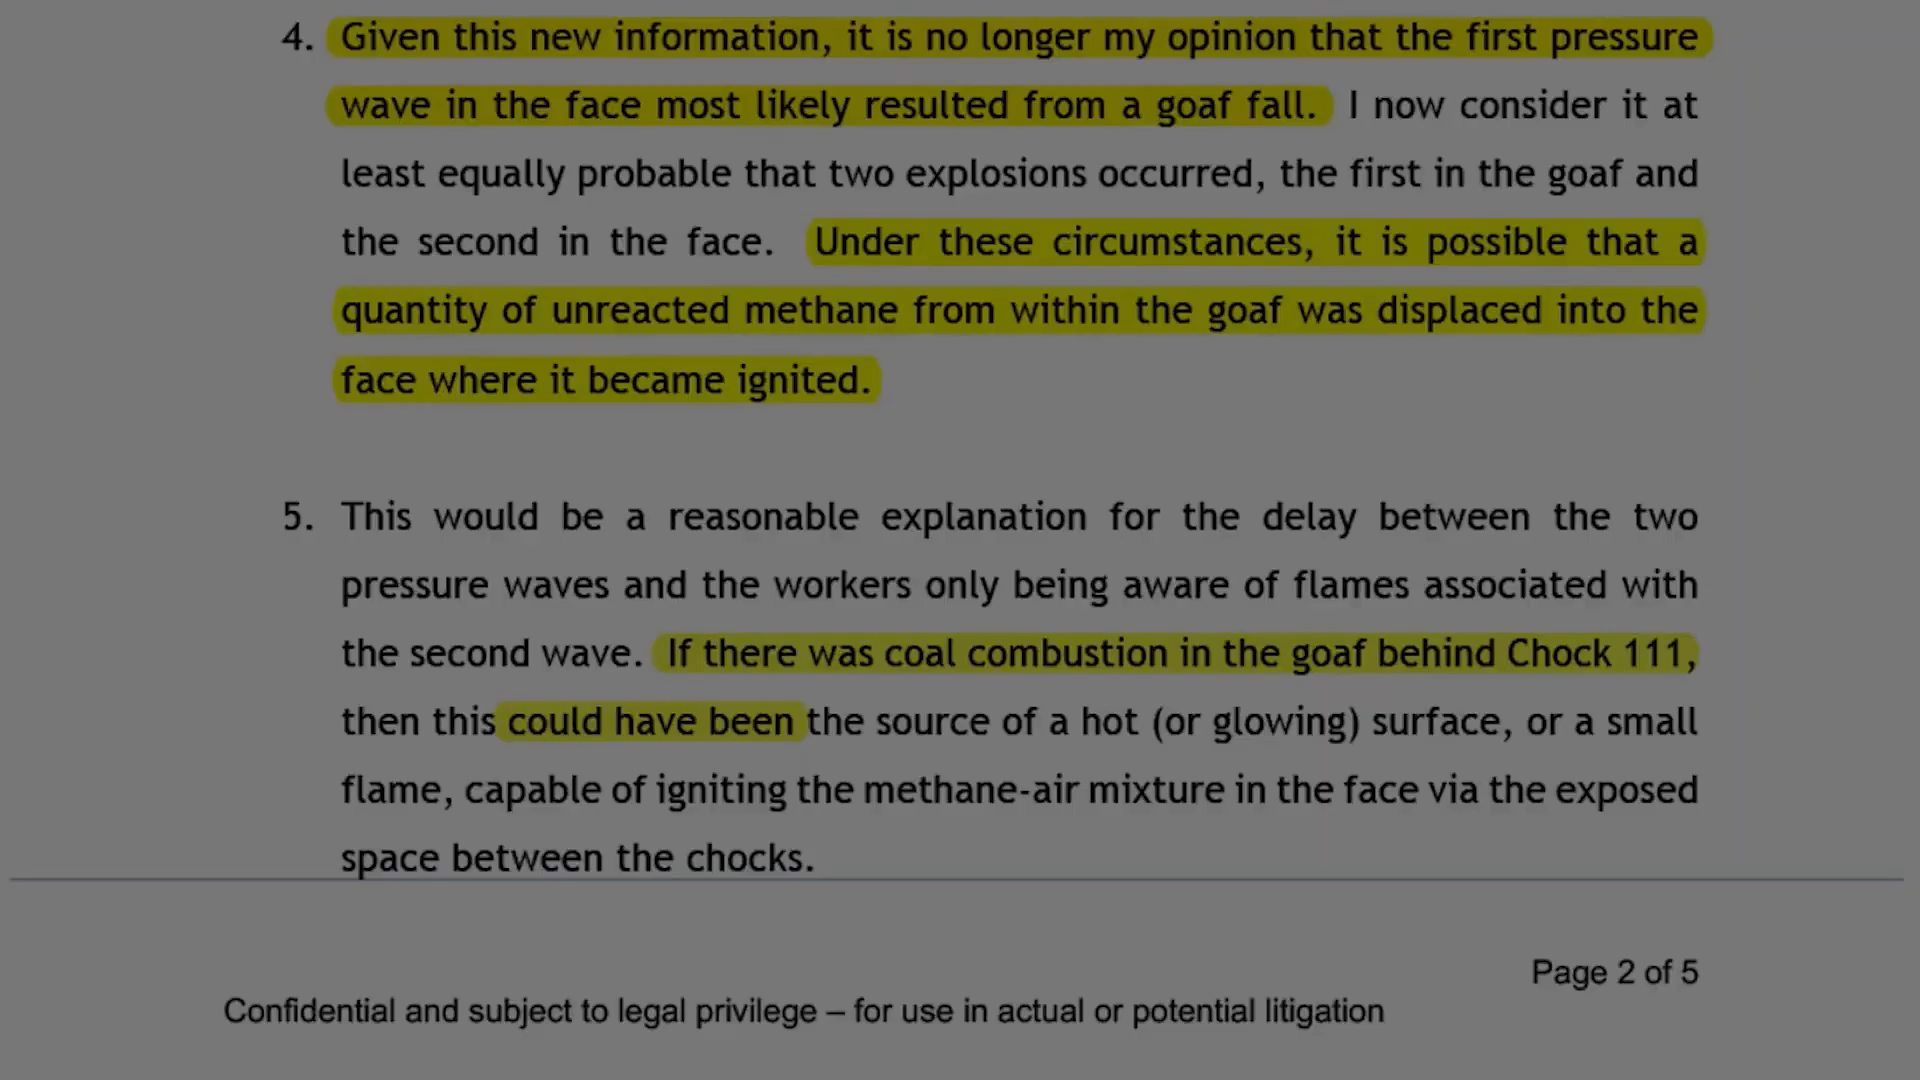 4. Given this new information, it is no longer my opinion that the first pressure
wave in the face most likely resulted from a goaf fall. I now consider it at
least equally probable that two explosions occurred, the first in the goaf and
the second in the face. Under these circumstances, it is possible that a
quantity of unreacted methane from within the goaf was displaced into the
face where it became ignited.
5. This would be a reasonable explanation for the delay between the two
pressure waves and the workers only being aware of flames associated with
the second wave. If there was coal combustion in the goaf behind Chock 111,
then this could have been the source of a hot (or glowing) surface, or a small
flame, capable of igniting the methane-air mixture in the face via the exposed
space between the chocks.
Page 2 of 5
Confidential and subject to legal privilege – for use in actual or potential litigation